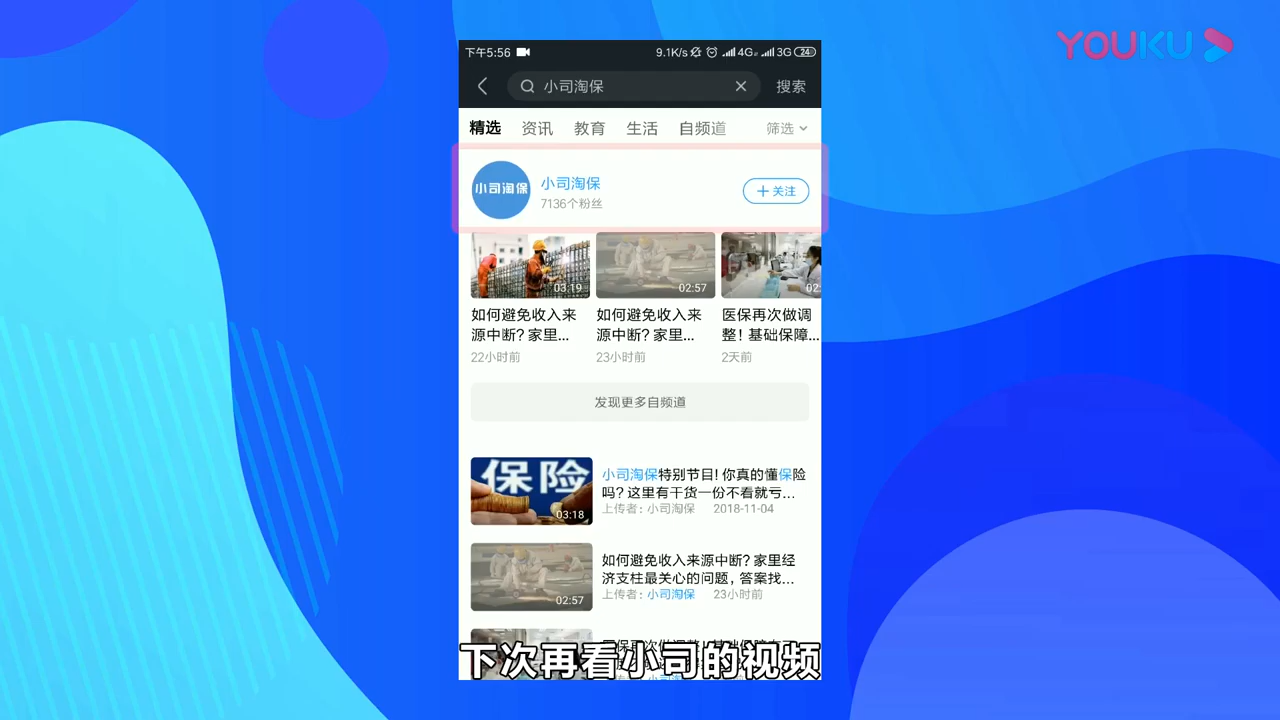 YOUKU
下午5:56
9.1K/s 4G 3G 24
小司淘保
搜索
精选 资讯 教育 生活 自频道 筛选
小司淘保
小司淘保
7136个粉丝
+关注
03:19
02:57
02:
如何避免收入来
源中断?家里...
22小时前
如何避免收入来
源中断?家里...
23小时前
医保再次做调
整!基础保障...
2天前
发现更多自频道
保险
03:18
小司淘保特别节目!你真的懂保险
吗?这里有干货一份不看就亏...
上传者:小司淘保 2018-11-04
02:57
如何避免收入来源中断?家里经
济支柱最关心的问题,答案找...
上传者:小司淘保 23小时前
下次再看小司的视频